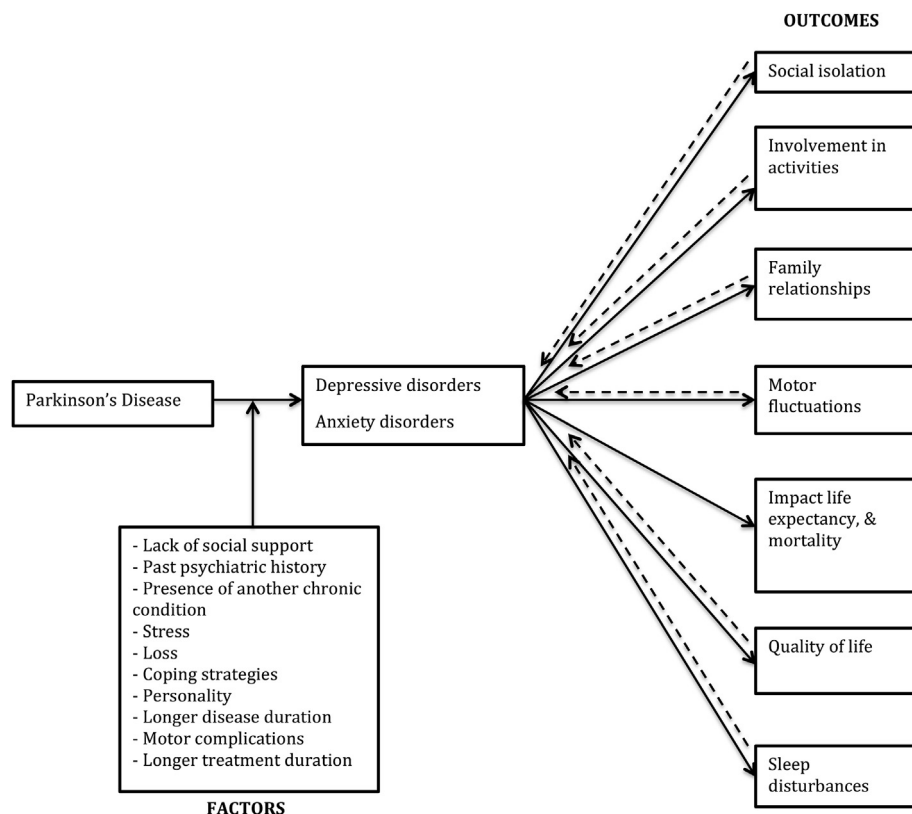 OUTCOMES
Social isolation
Involvement in
activities
Family
relationships
Parkinson's Disease
Depressive disorders
Anxiety disorders
Motor
fluctuations
Impact life
expectancy, &
mortality
- Lack of social support
- Past psychiatric history
- Presence of another chronic
condition
- Stress
- Loss
- Coping strategies
- Personality
- Longer disease duration
- Motor complications
- Longer treatment duration
Quality of life
Sleep
disturbances
FACTORS